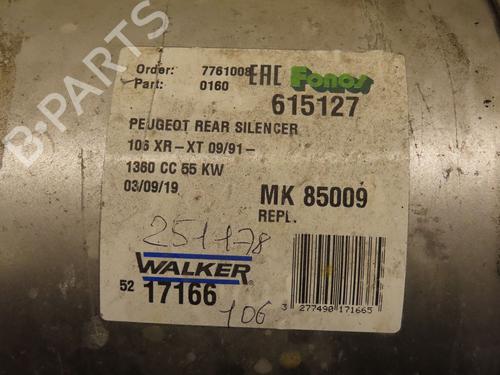 Order: 7761008 EAC Fonos
Part: 0160 615127
PEUGEOT REAR SILENCER
106 XR-XT 09/91-
1360 CC 55 KW
03/09/19 MK 85009
REPL.
251178
WALKER
52 17166
106
3 277490 171665
B-PARTS